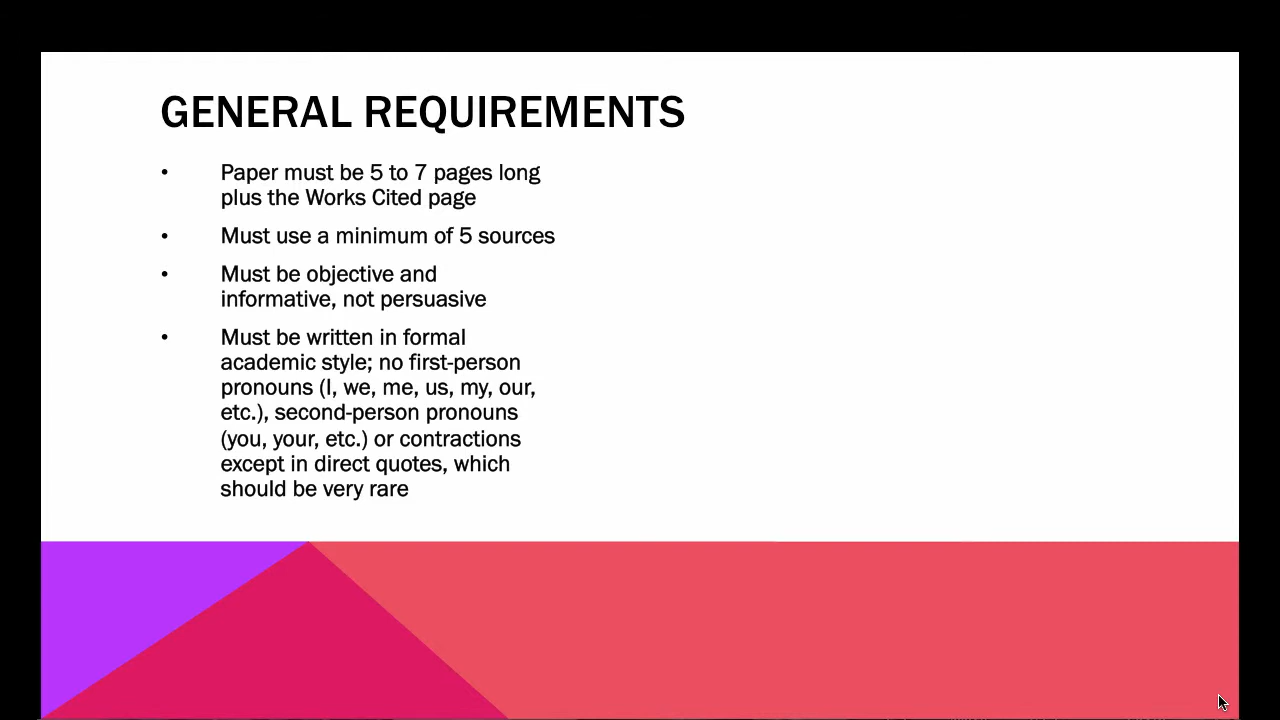 GENERAL REQUIREMENTS
• Paper must be 5 to 7 pages long
plus the Works Cited page
• Must use a minimum of 5 sources
• Must be objective and
informative, not persuasive
• Must be written in formal
academic style; no first-person
pronouns (I, we, me, us, my, our,
etc.), second-person pronouns
(you, your, etc.) or contractions
except in direct quotes, which
should be very rare